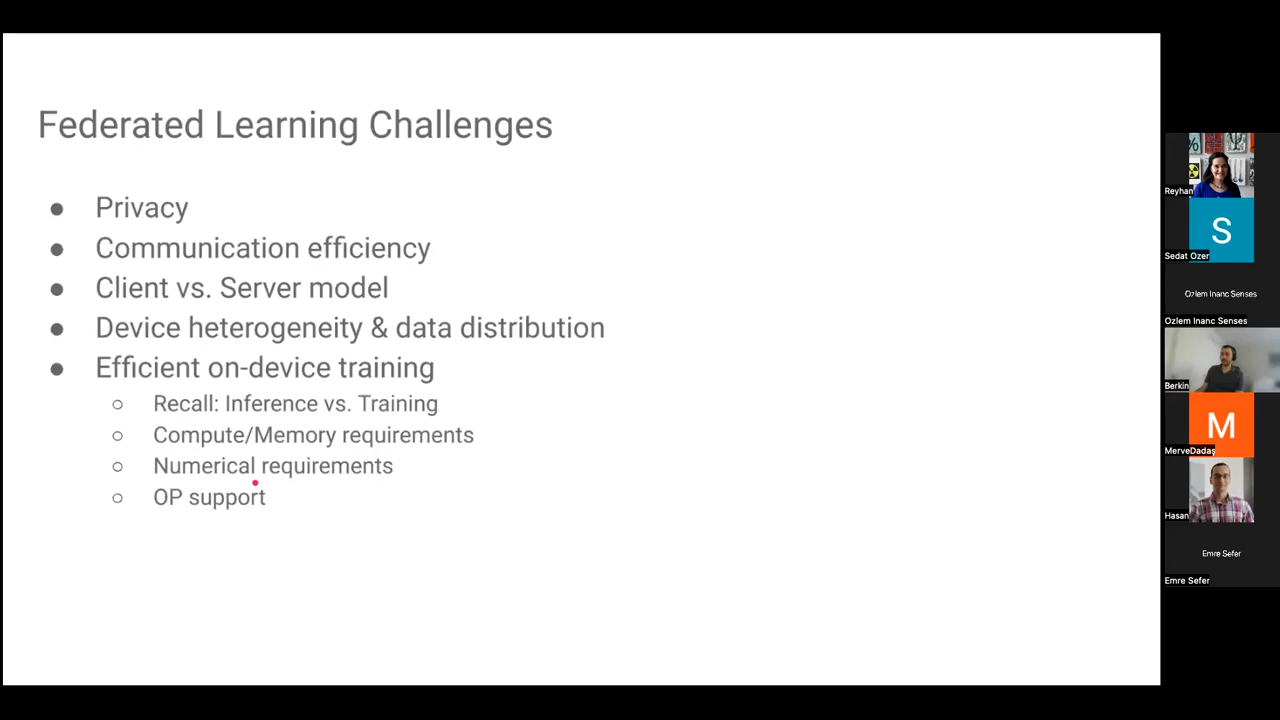 Federated Learning Challenges
● Privacy
● Communication efficiency
● Client vs. Server model
● Device heterogeneity & data distribution
● Efficient on-device training
○ Recall: Inference vs. Training
○ Compute/Memory requirements
○ Numerical requirements
○ OP support
%
Reyhan
S
Sedat Ozer
Ozlem Inanc Senses
Ozlem Inanc Senses
Berkin
M
MerveDadaş
Hasan
Emre Sefer
Emre Sefer